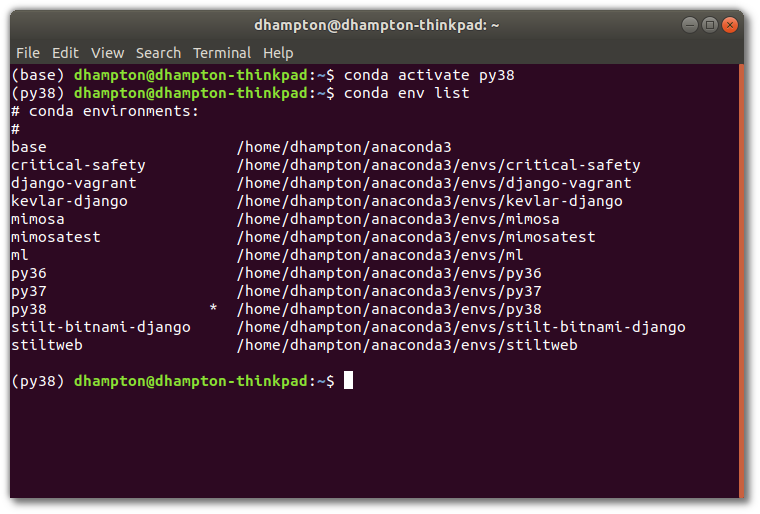 dhampton@dhampton-thinkpad: ~
File Edit View Search Terminal Help
(base) dhampton@dhampton-thinkpad:~$ conda activate py38
(py38) dhampton@dhampton-thinkpad:~$ conda env list
# conda environments:
#
base                     /home/dhampton/anaconda3
critical-safety          /home/dhampton/anaconda3/envs/critical-safety
django-vagrant           /home/dhampton/anaconda3/envs/django-vagrant
kevlar-django            /home/dhampton/anaconda3/envs/kevlar-django
mimosa                   /home/dhampton/anaconda3/envs/mimosa
mimosatest               /home/dhampton/anaconda3/envs/mimosatest
ml                       /home/dhampton/anaconda3/envs/ml
py36                     /home/dhampton/anaconda3/envs/py36
py37                     /home/dhampton/anaconda3/envs/py37
py38                  *  /home/dhampton/anaconda3/envs/py38
stilt-bitnami-django     /home/dhampton/anaconda3/envs/stilt-bitnami-django
stiltweb                 /home/dhampton/anaconda3/envs/stiltweb
(py38) dhampton@dhampton-thinkpad:~$